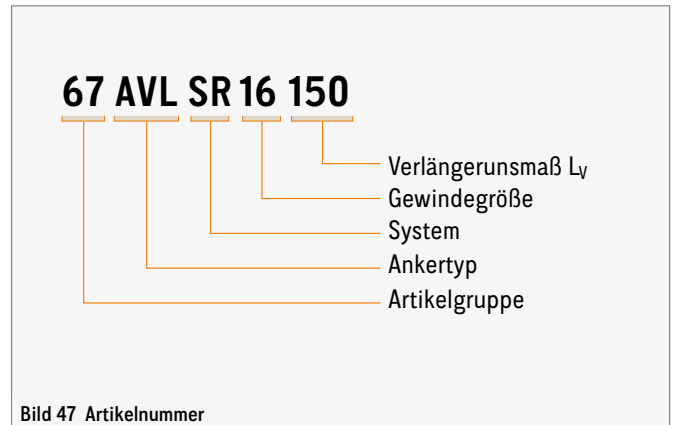 67 AVL SR 16 150
Verlängerunsmaß LV
Gewindegröße
System
Ankertyp
Artikelgruppe
Bild 47 Artikelnummer